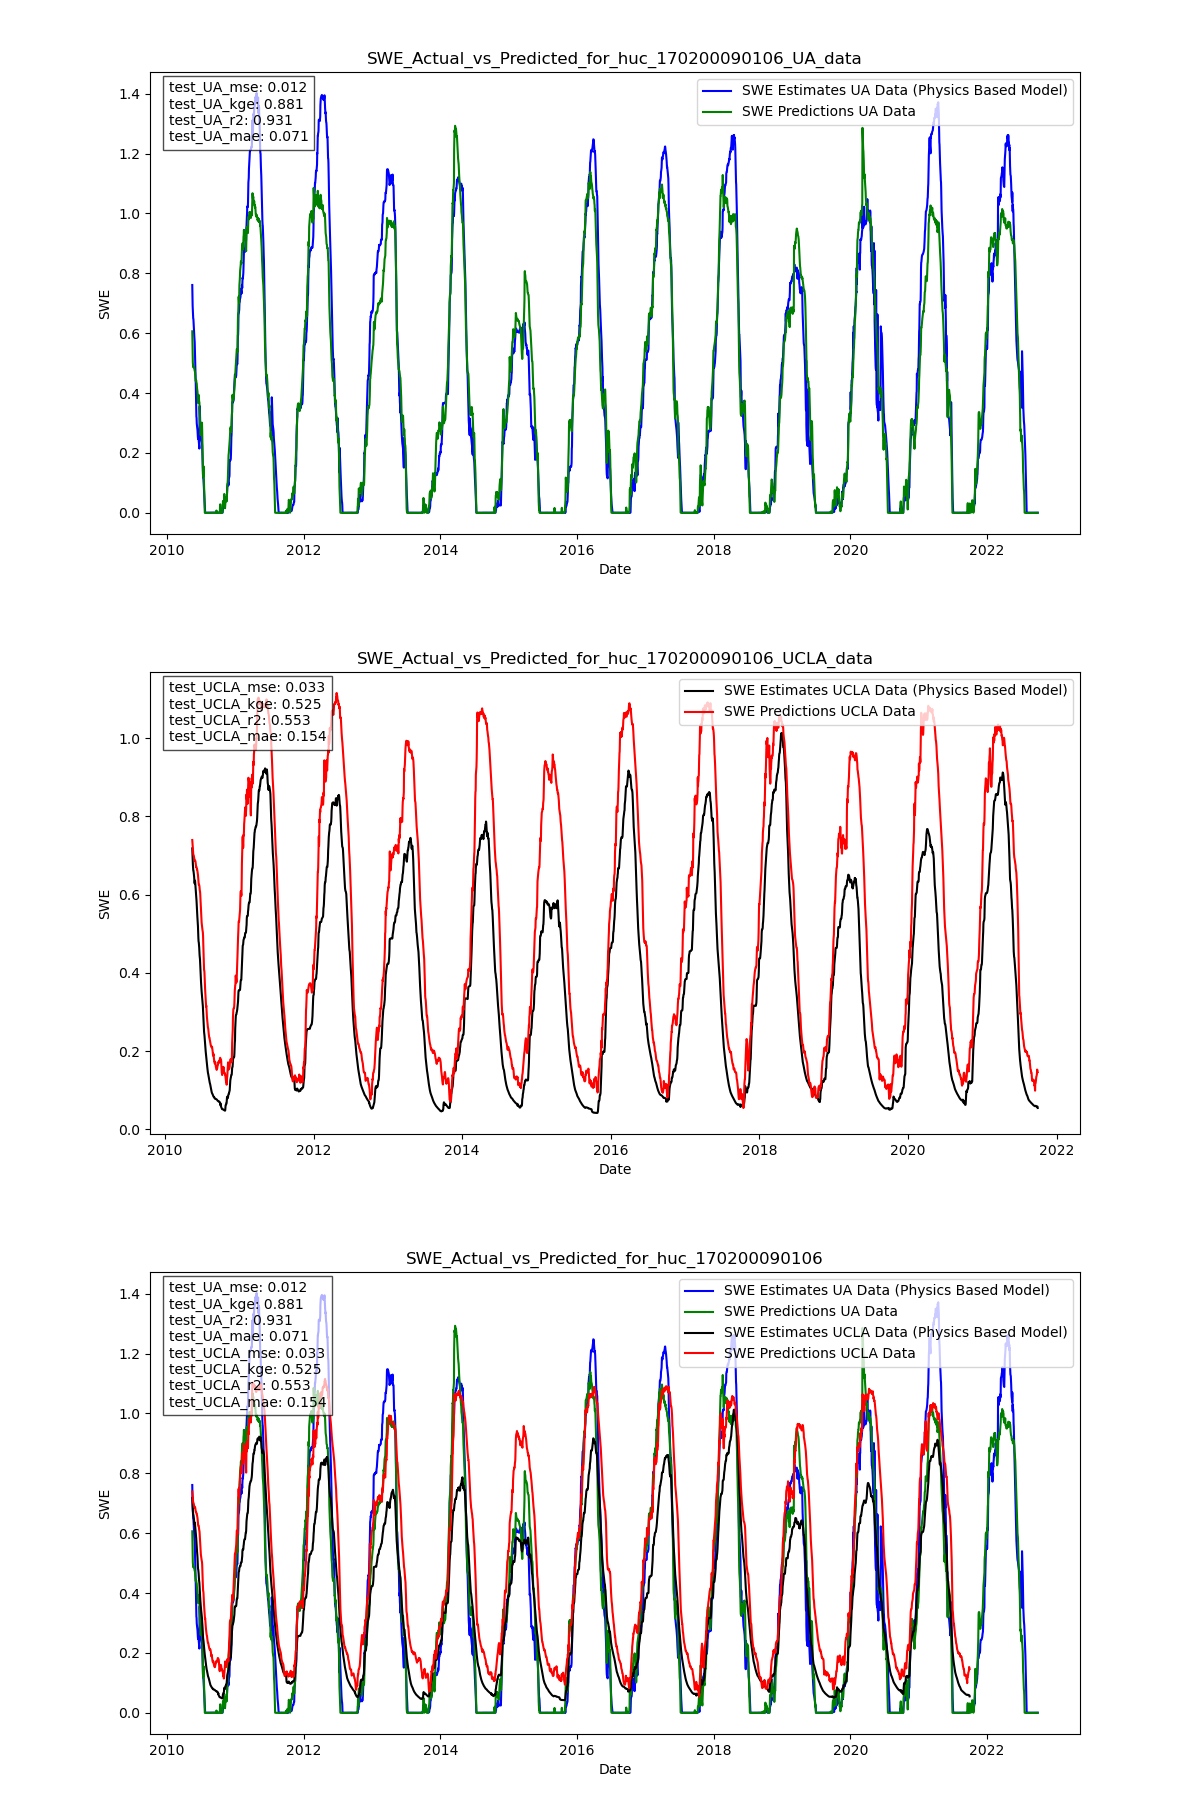 SWE_Actual_vs_Predicted_for_huc_170200090106_UA_data
test_UA_mse: 0.012
test_UA_kge: 0.881
test_UA_r2: 0.931
test_UA_mae: 0.071
SWE Estimates UA Data (Physics Based Model)
SWE Predictions UA Data
1.4
1.2
1.0
0.8
0.6
0.4
0.2
0.0
SWE
2010 2012 2014 2016 2018 2020 2022
Date
SWE_Actual_vs_Predicted_for_huc_170200090106_UCLA_data
test_UCLA_mse: 0.033
test_UCLA_kge: 0.525
test_UCLA_r2: 0.553
test_UCLA_mae: 0.154
SWE Estimates UCLA Data (Physics Based Model)
SWE Predictions UCLA Data
1.0
0.8
0.6
0.4
0.2
0.0
SWE
2010 2012 2014 2016 2018 2020 2022
Date
SWE_Actual_vs_Predicted_for_huc_170200090106
test_UA_mse: 0.012
test_UA_kge: 0.881
test_UA_r2: 0.931
test_UA_mae: 0.071
test_UCLA_mse: 0.033
test_UCLA_kge: 0.525
test_UCLA_r2: 0.553
test_UCLA_mae: 0.154
SWE Estimates UA Data (Physics Based Model)
SWE Predictions UA Data
SWE Estimates UCLA Data (Physics Based Model)
SWE Predictions UCLA Data
1.4
1.2
1.0
0.8
0.6
0.4
0.2
0.0
SWE
2010 2012 2014 2016 2018 2020 2022
Date